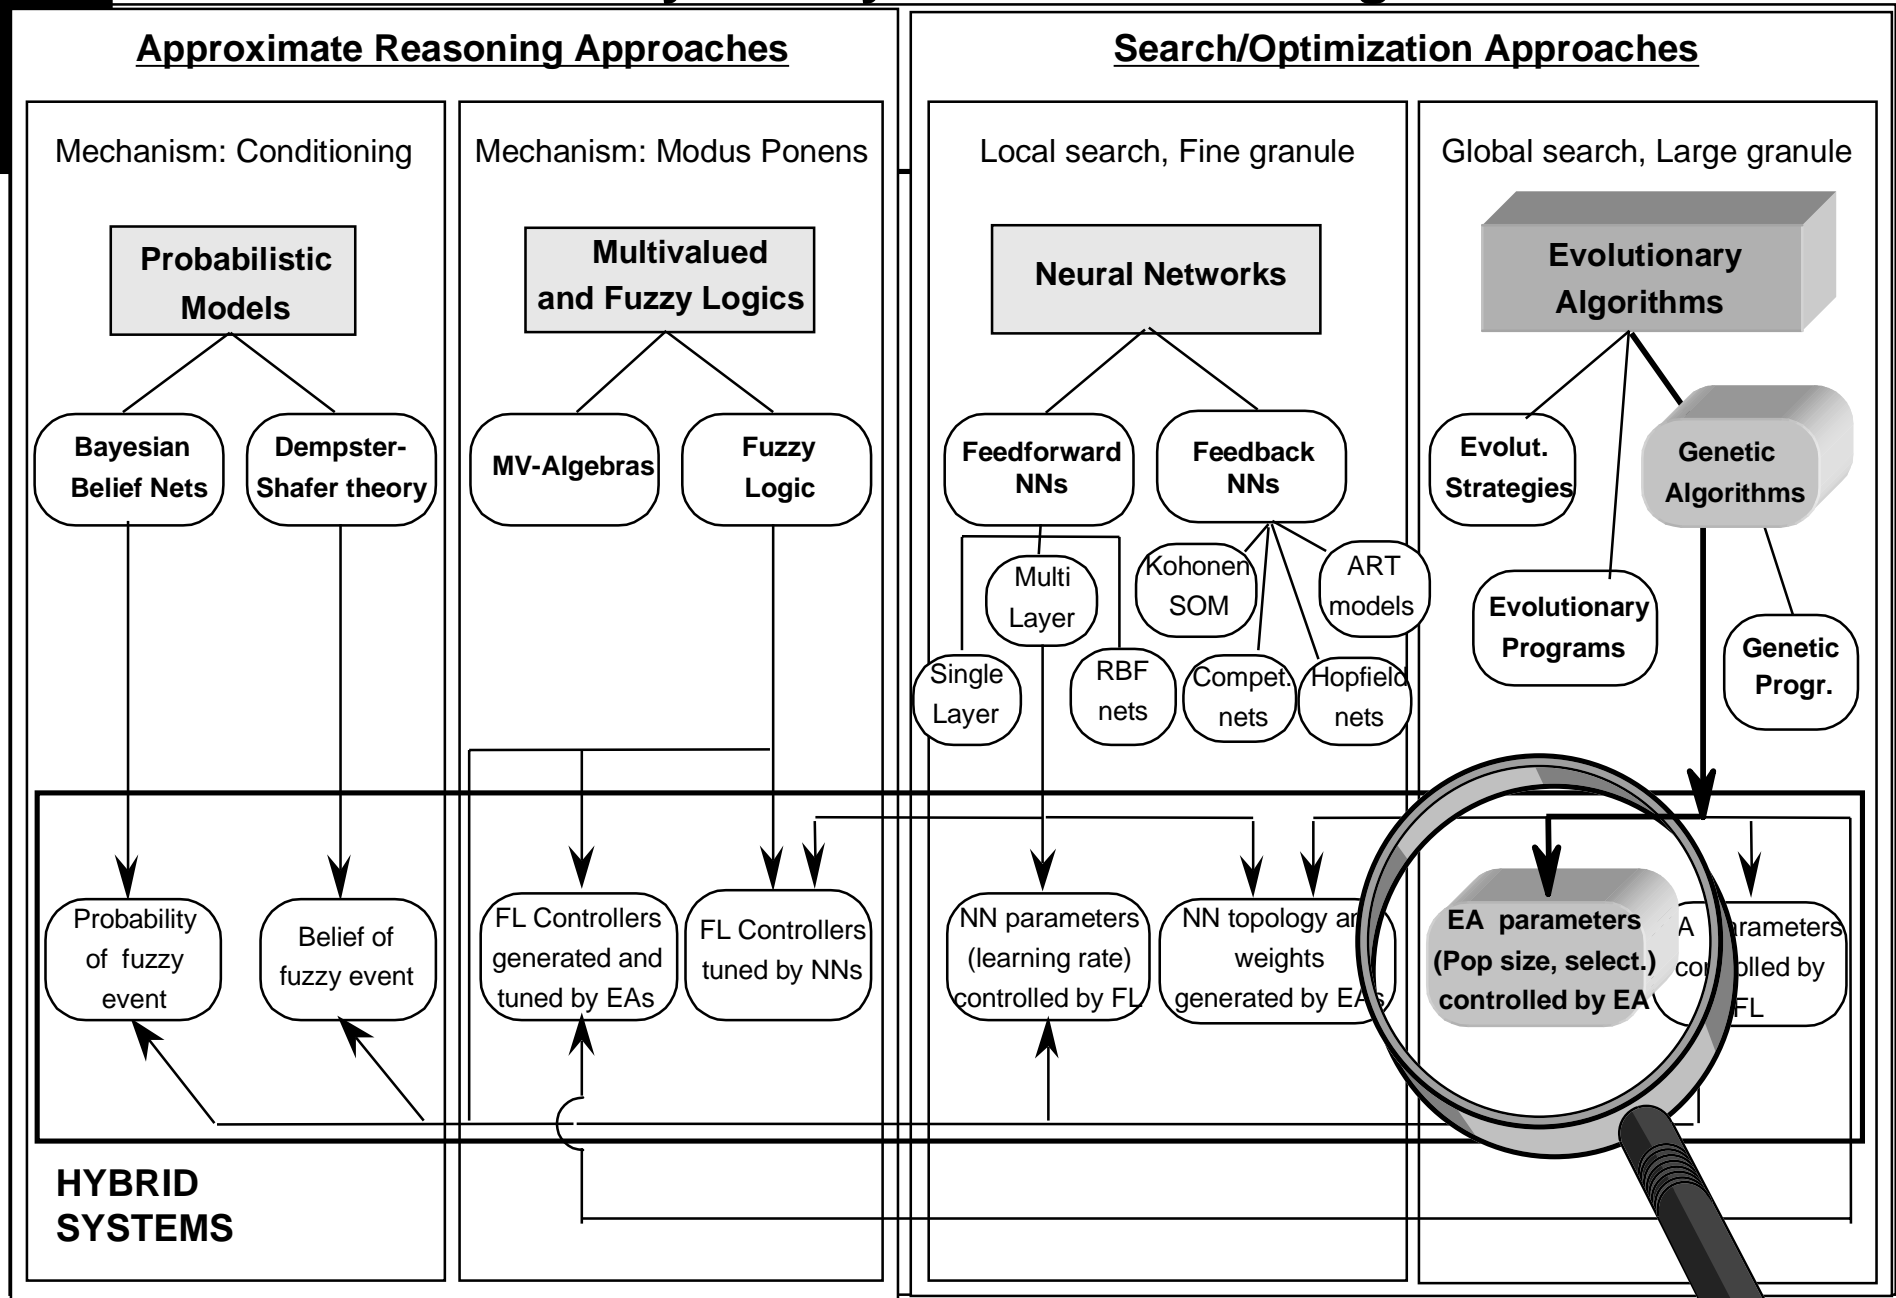 Approximate Reasoning Approaches
Search/Optimization Approaches
Mechanism: Conditioning
Mechanism: Modus Ponens
Local search, Fine granule
Global search, Large granule
Probabilistic
Models
Multivalued
and Fuzzy Logics
Neural Networks
Evolutionary
Algorithms
Bayesian
Belief Nets
Dempster-
Shafer theory
MV-Algebras
Fuzzy
Logic
Feedforward
NNs
Feedback
NNs
Evolut.
Strategies
Genetic
Algorithms
Multi
Layer
Kohonen
SOM
ART
models
Evolutionary
Programs
Single
Layer
RBF
nets
Compet.
nets
Hopfield
nets
Genetic
Progr.
Probability
of fuzzy
event
Belief of
fuzzy event
FL Controllers
generated and
tuned by EAs
FL Controllers
tuned by NNs
NN parameters
(learning rate)
controlled by FL
NN topology
weights
generated by EAs
EA parameters
(Pop size, select.)
controlled by EA
by
FL
HYBRID
SYSTEMS